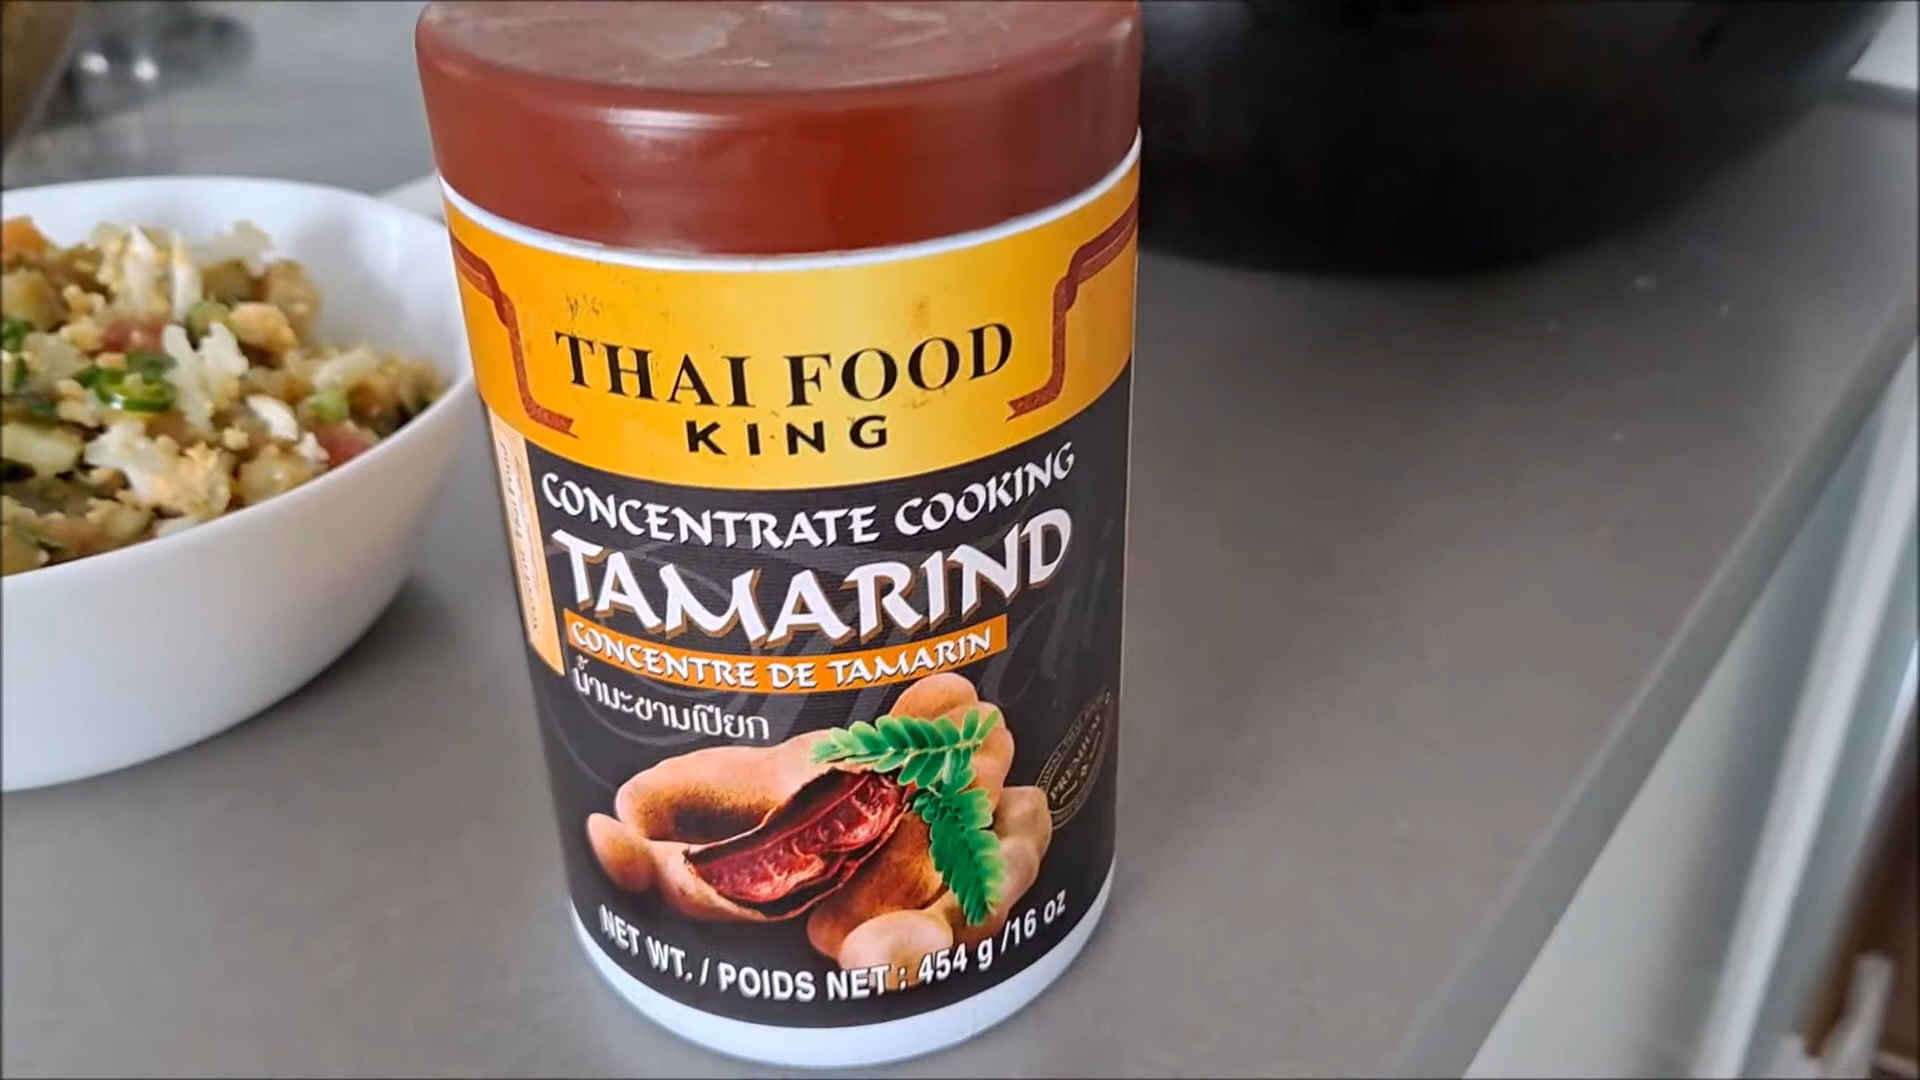 THAI FOOD
KING
CONCENTRATE COOKING
TAMARIND
CONCENTRE DE TAMARIN
น้ำมะขามเปียก
PREMIUM
NET WT. / POIDS NET : 454 g /16 oz